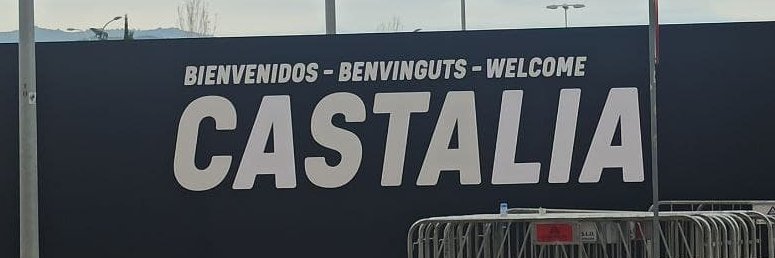 BIENVENIDOS - BENVINGUTS - WELCOME
CASTALIA